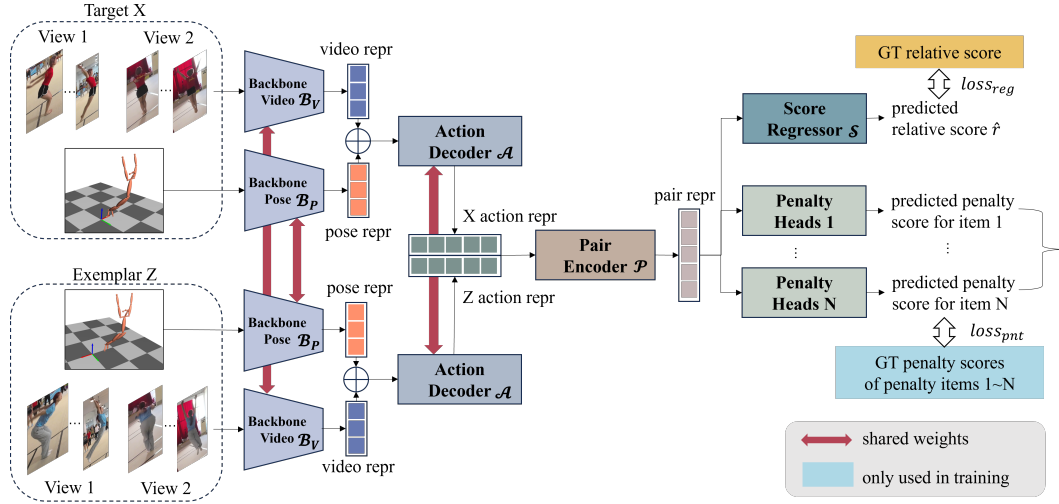 Target X
View 1
View 2
...
...
Backbone
Video 𝓑_V
video repr
Backbone
Pose 𝓑_P
pose repr
Action
Decoder 𝓐
X action repr
Z action repr
Exemplar Z
Backbone
Pose 𝓑_P
pose repr
Backbone
Video 𝓑_V
video repr
Action
Decoder 𝓐
...
...
View 1
View 2
Pair
Encoder 𝓟
pair repr
GT relative score
loss_reg
Score
Regressor 𝓢
predicted
relative score r̂
Penalty
Heads 1
predicted penalty
score for item 1
...
...
Penalty
Heads N
predicted penalty
score for item N
loss_pnt
GT penalty scores
of penalty items 1~N
shared weights
only used in training